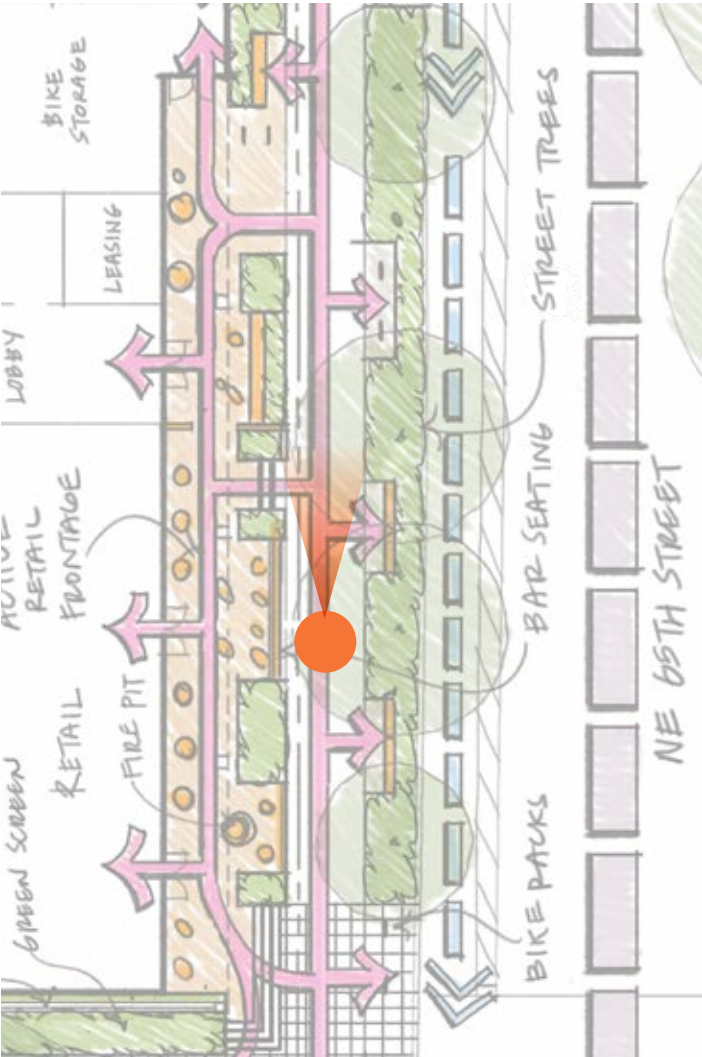 BIKE
STORAGE
LEASING
LOBBY
ACTIVE
RETAIL
FRONTAGE
RETAIL
FIRE PIT
GREEN SCREEN
STREET TREES
BAR SEATING
BIKE RACKS
NE 65TH STREET